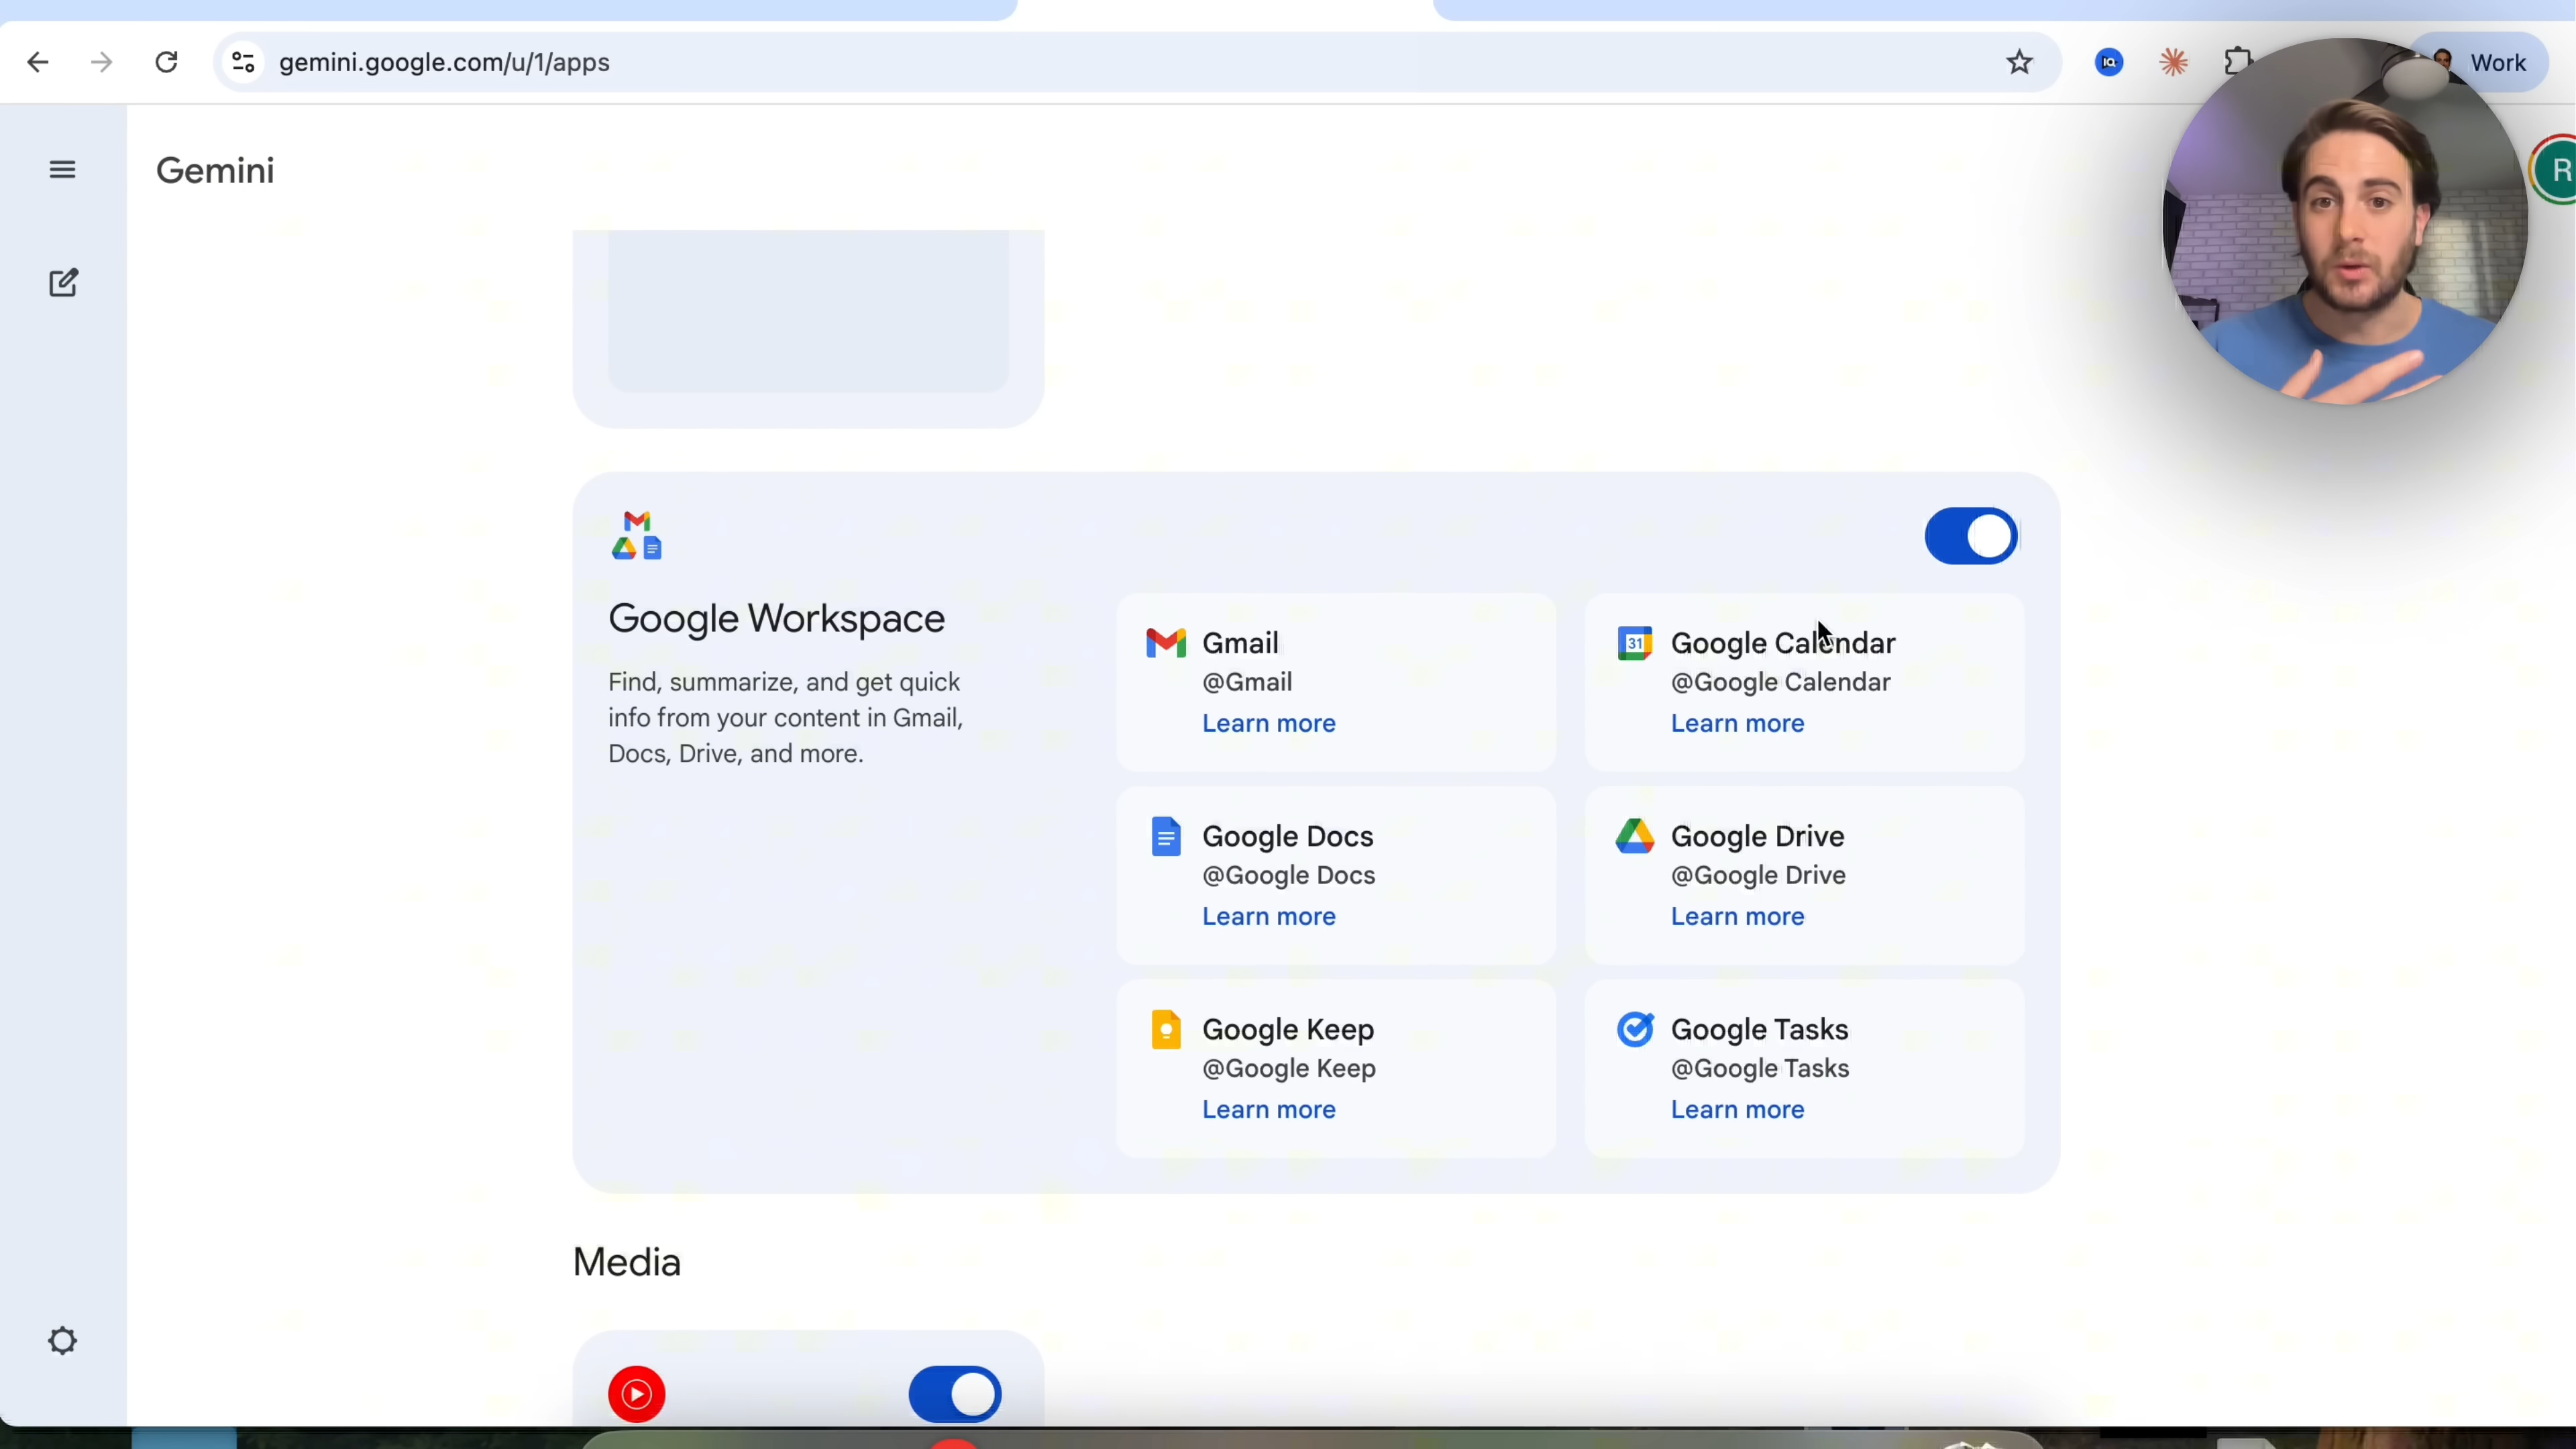 gemini.google.com/u/1/apps
Work
Gemini
R
Google Workspace
Find, summarize, and get quick
info from your content in Gmail,
Docs, Drive, and more.
Gmail
@Gmail
Learn more
31
Google Calendar
@Google Calendar
Learn more
Google Docs
@Google Docs
Learn more
Google Drive
@Google Drive
Learn more
Google Keep
@Google Keep
Learn more
Google Tasks
@Google Tasks
Learn more
Media